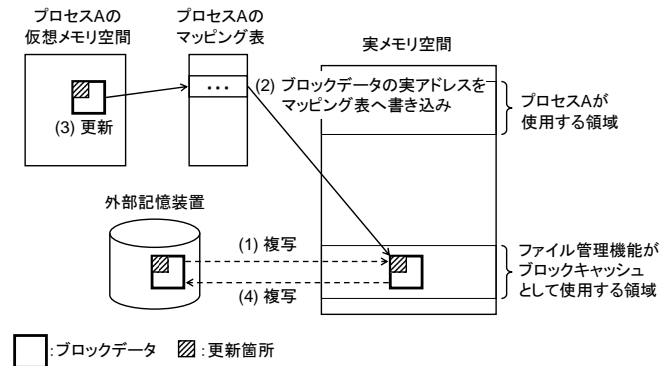 プロセスAの
仮想メモリ空間
プロセスAの
マッピング表
実メモリ空間
...
(2) ブロックデータの実アドレスを
マッピング表へ書き込み
プロセスAが
使用する領域
(3) 更新
外部記憶装置
(1) 複写
(4) 複写
ファイル管理機能が
ブロックキャッシュ
として使用する領域
:ブロックデータ
:更新箇所